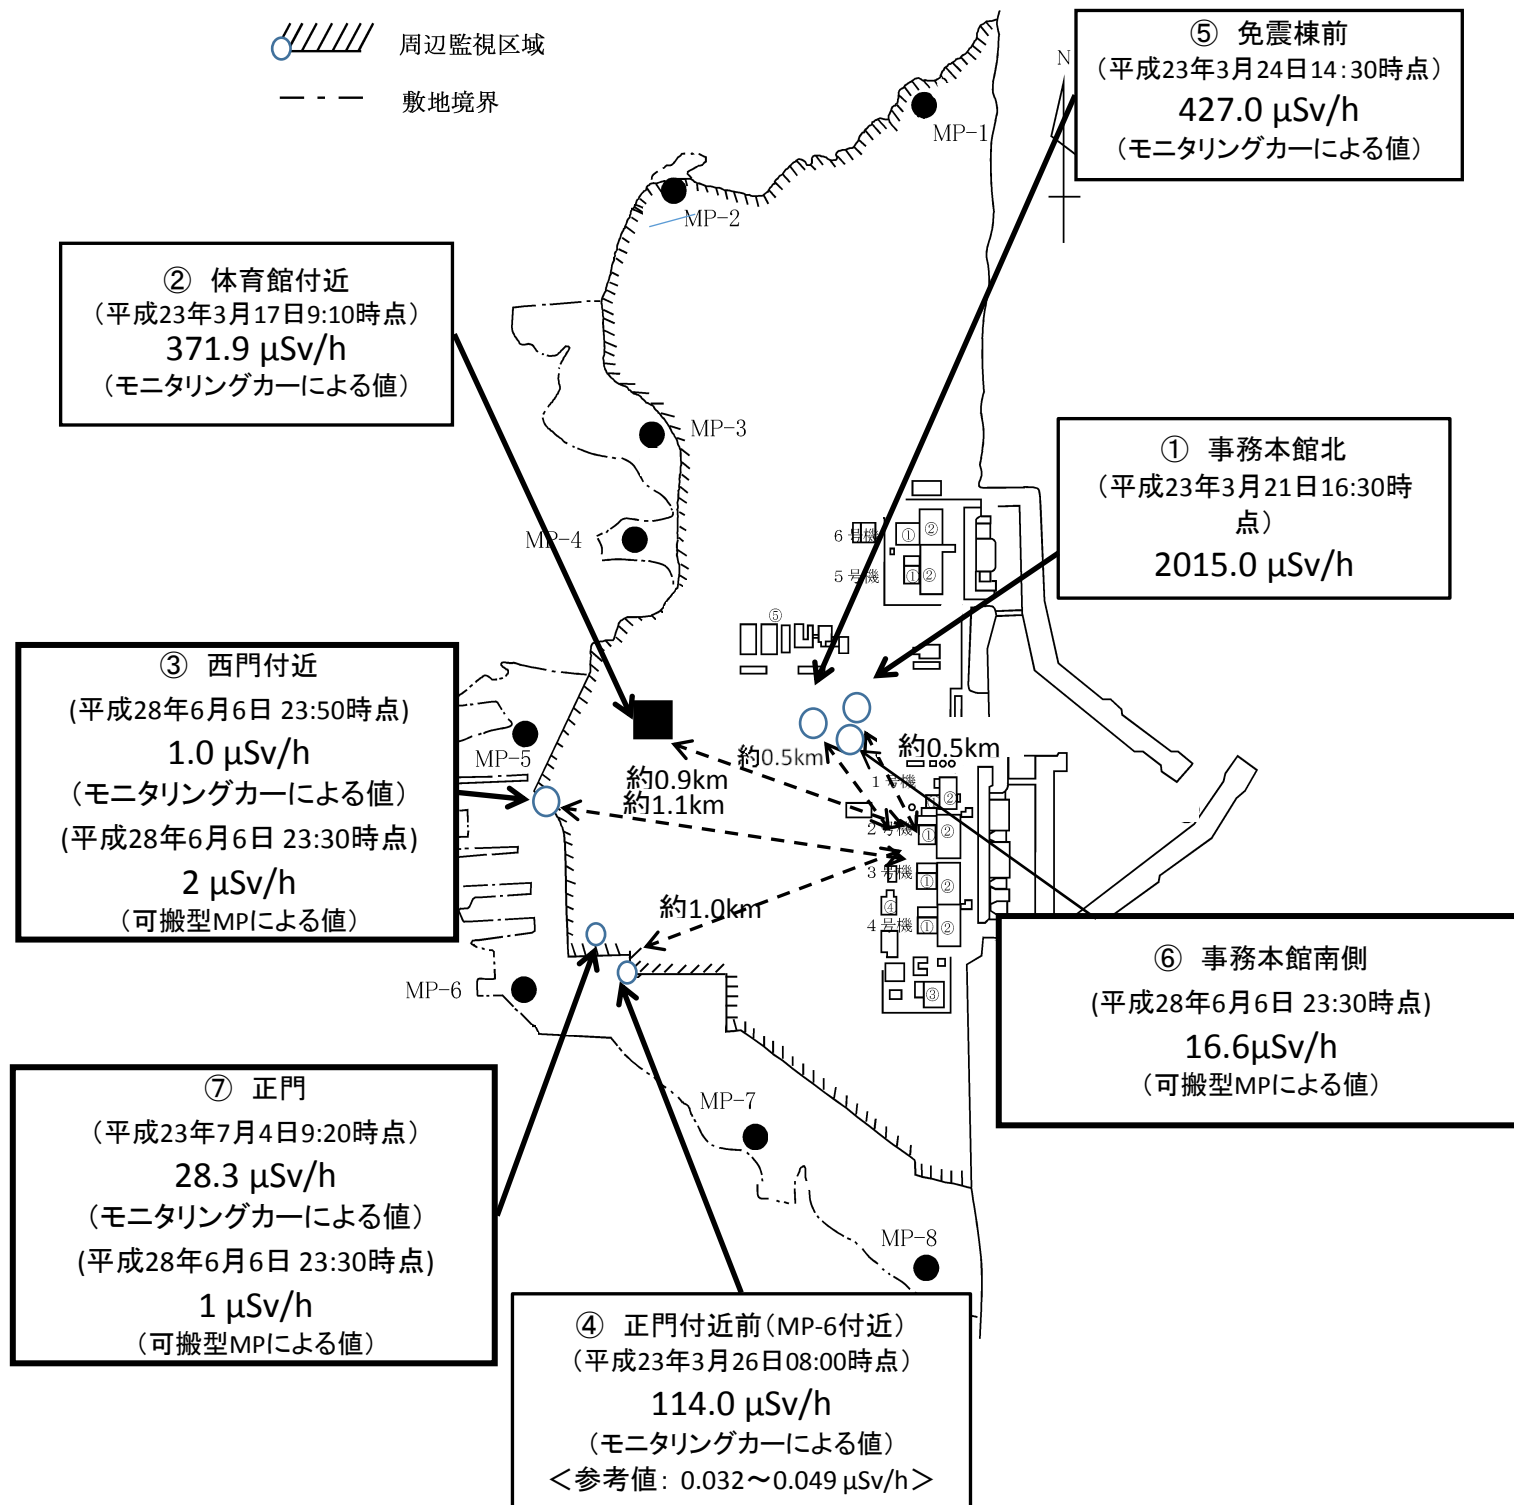 周辺監視区域
敷地境界
N
⑤ 免震棟前
（平成23年3月24日14:30時点）
427.0 μSv/h
（モニタリングカーによる値）
MP-1
MP-2
② 体育館付近
（平成23年3月17日9:10時点）
371.9 μSv/h
（モニタリングカーによる値）
MP-3
① 事務本館北
（平成23年3月21日16:30時
点）
2015.0 μSv/h
MP-4
6号機
①
②
5号機
①
②
⑤
③ 西門付近
(平成28年6月6日 23:50時点)
1.0 μSv/h
（モニタリングカーによる値）
(平成28年6月6日 23:30時点)
2 μSv/h
（可搬型MPによる値）
MP-5
約0.5km
約0.5km
約0.9km
約1.1km
1号機
①
②
2号機
①
②
3号機
①
②
④
4号機
①
②
約1.0km
③
MP-6
⑥ 事務本館南側
(平成28年6月6日 23:30時点)
16.6μSv/h
（可搬型MPによる値）
⑦ 正門
（平成23年7月4日9:20時点）
28.3 μSv/h
（モニタリングカーによる値）
(平成28年6月6日 23:30時点)
1 μSv/h
（可搬型MPによる値）
MP-7
MP-8
④ 正門付近前（MP-6付近）
（平成23年3月26日08:00時点）
114.0 μSv/h
（モニタリングカーによる値）
＜参考値： 0.032～0.049 μSv/h＞